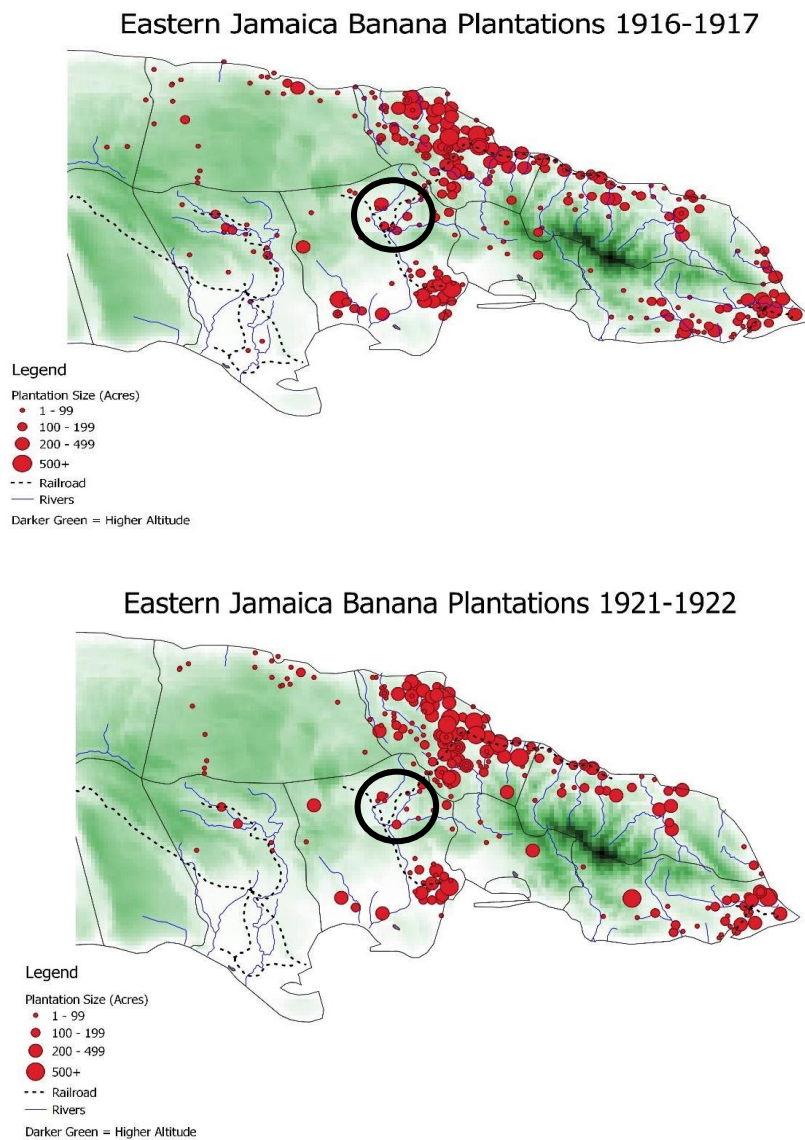 Eastern Jamaica Banana Plantations 1916-1917
Legend
Plantation Size (Acres)
1 - 99
100 - 199
200 - 499
500+
Railroad
Rivers
Darker Green = Higher Altitude
Eastern Jamaica Banana Plantations 1921-1922
Legend
Plantation Size (Acres)
1 - 99
100 - 199
200 - 499
500+
Railroad
Rivers
Darker Green = Higher Altitude